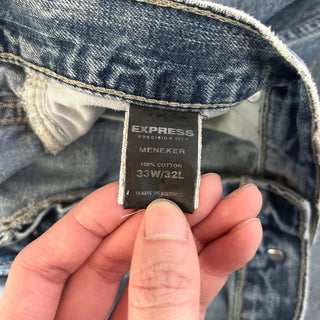 EXPRESS
PRECISION FIT
MENEKER
100% COTTON
33W/32L
MADE IN MEXICO